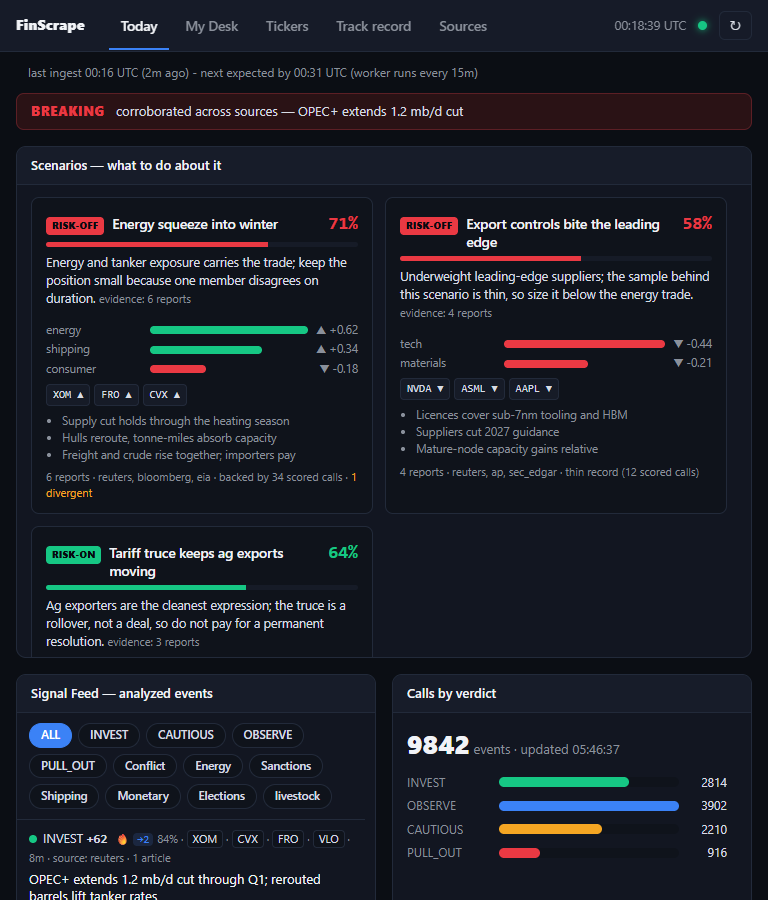 FinScrape
Today
My Desk
Tickers
Track record
Sources
00:18:39 UTC
↻
last ingest 00:16 UTC (2m ago) - next expected by 00:31 UTC (worker runs every 15m)
BREAKING corroborated across sources — OPEC+ extends 1.2 mb/d cut
Scenarios — what to do about it
RISK-OFF Energy squeeze into winter 71%
Energy and tanker exposure carries the trade; keep the
position small because one member disagrees on
duration. evidence: 6 reports
energy ▲ +0.62
shipping ▲ +0.34
consumer ▼ -0.18
XOM ▲ FRO ▲ CVX ▲
• Supply cut holds through the heating season
• Hulls reroute, tonne-miles absorb capacity
• Freight and crude rise together; importers pay
6 reports · reuters, bloomberg, eia · backed by 34 scored calls · 1
divergent
RISK-OFF Export controls bite the leading 58%
edge
Underweight leading-edge suppliers; the sample behind
this scenario is thin, so size it below the energy trade.
evidence: 4 reports
tech ▼ -0.44
materials ▼ -0.21
NVDA ▼ ASML ▼ AAPL ▼
• Licences cover sub-7nm tooling and HBM
• Suppliers cut 2027 guidance
• Mature-node capacity gains relative
4 reports · reuters, ap, sec_edgar · thin record (12 scored calls)
RISK-ON Tariff truce keeps ag exports 64%
moving
Ag exporters are the cleanest expression; the truce is a
rollover, not a deal, so do not pay for a permanent
resolution. evidence: 3 reports
Signal Feed — analyzed events
ALL INVEST CAUTIOUS OBSERVE
PULL_OUT Conflict Energy Sanctions
Shipping Monetary Elections livestock
INVEST +62 🔥 →2 84% · XOM · CVX · FRO · VLO ·
8m · source: reuters · 1 article
OPEC+ extends 1.2 mb/d cut through Q1; rerouted
barrels lift tanker rates
Calls by verdict
9842 events · updated 05:46:37
INVEST 2814
OBSERVE 3902
CAUTIOUS 2210
PULL_OUT 916